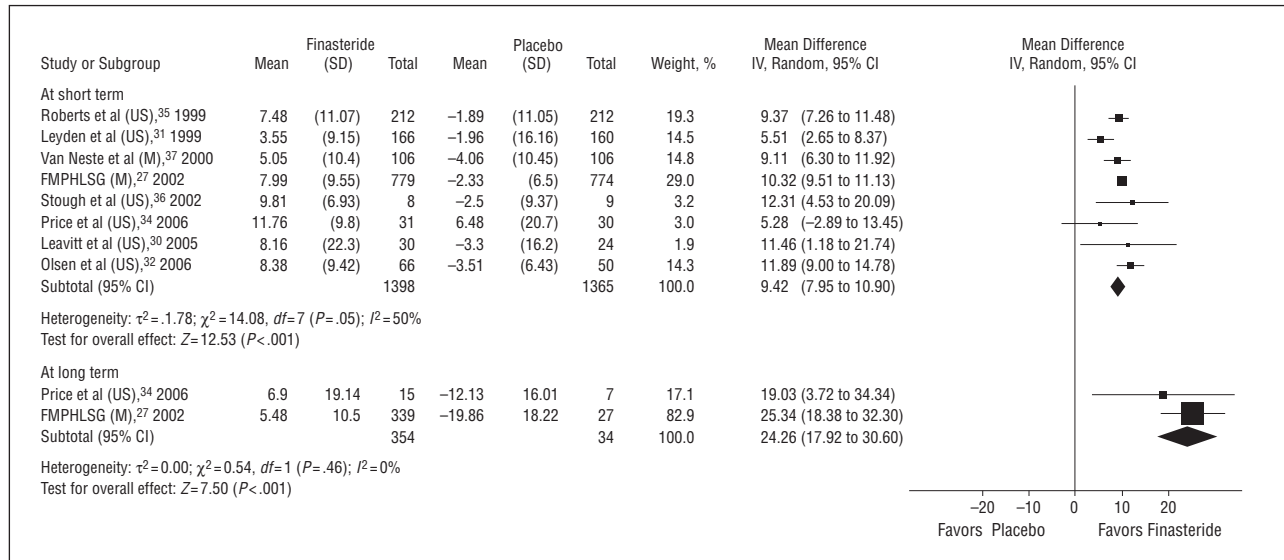 Finasteride Placebo Mean Difference Mean Difference
Study or Subgroup Mean (SD) Total Mean (SD) Total Weight, % IV, Random, 95% CI IV, Random, 95% CI
At short term
Roberts et al (US),35 1999 7.48 (11.07) 212 –1.89 (11.05) 212 19.3 9.37 (7.26 to 11.48)
Leyden et al (US),31 1999 3.55 (9.15) 166 –1.96 (16.16) 160 14.5 5.51 (2.65 to 8.37)
Van Neste et al (M),37 2000 5.05 (10.4) 106 –4.06 (10.45) 106 14.8 9.11 (6.30 to 11.92)
FMPHLSG (M),27 2002 7.99 (9.55) 779 –2.33 (6.5) 774 29.0 10.32 (9.51 to 11.13)
Stough et al (US),36 2002 9.81 (6.93) 8 –2.5 (9.37) 9 3.2 12.31 (4.53 to 20.09)
Price et al (US),34 2006 11.76 (9.8) 31 6.48 (20.7) 30 3.0 5.28 (–2.89 to 13.45)
Leavitt et al (US),30 2005 8.16 (22.3) 30 –3.3 (16.2) 24 1.9 11.46 (1.18 to 21.74)
Olsen et al (US),32 2006 8.38 (9.42) 66 –3.51 (6.43) 50 14.3 11.89 (9.00 to 14.78)
Subtotal (95% CI) 1398 1365 100.0 9.42 (7.95 to 10.90)
Heterogeneity: τ²=.1.78; χ²=14.08, df=7 (P=.05); I²=50%
Test for overall effect: Z=12.53 (P<.001)
At long term
Price et al (US),34 2006 6.9 19.14 15 –12.13 16.01 7 17.1 19.03 (3.72 to 34.34)
FMPHLSG (M),27 2002 5.48 10.5 339 –19.86 18.22 27 82.9 25.34 (18.38 to 32.30)
Subtotal (95% CI) 354 34 100.0 24.26 (17.92 to 30.60)
Heterogeneity: τ²=0.00; χ²=0.54, df=1 (P=.46); I²=0%
Test for overall effect: Z=7.50 (P<.001)
–20 –10 0 10 20
Favors Placebo Favors Finasteride